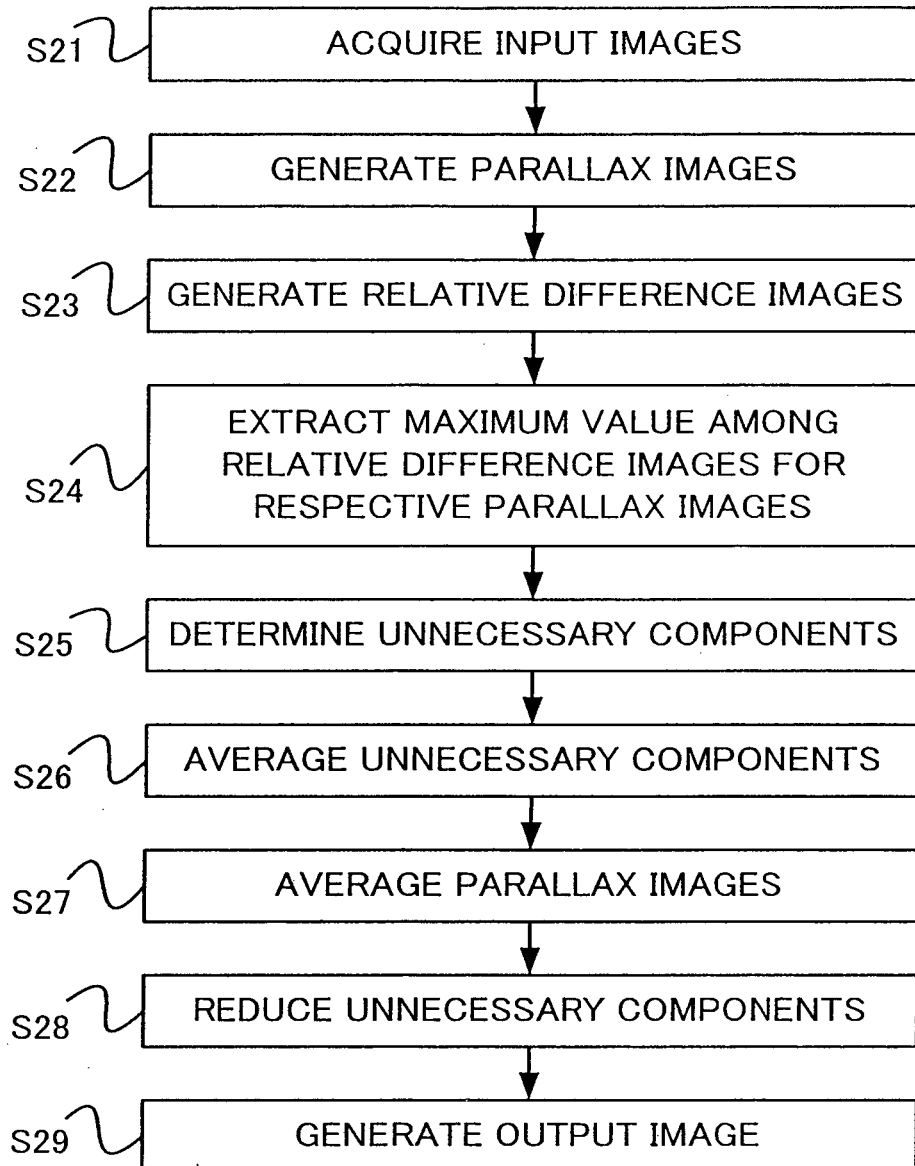 S21 ACQUIRE INPUT IMAGES
S22 GENERATE PARALLAX IMAGES
S23 GENERATE RELATIVE DIFFERENCE IMAGES
S24 EXTRACT MAXIMUM VALUE AMONG
RELATIVE DIFFERENCE IMAGES FOR
RESPECTIVE PARALLAX IMAGES
S25 DETERMINE UNNECESSARY COMPONENTS
S26 AVERAGE UNNECESSARY COMPONENTS
S27 AVERAGE PARALLAX IMAGES
S28 REDUCE UNNECESSARY COMPONENTS
S29 GENERATE OUTPUT IMAGE